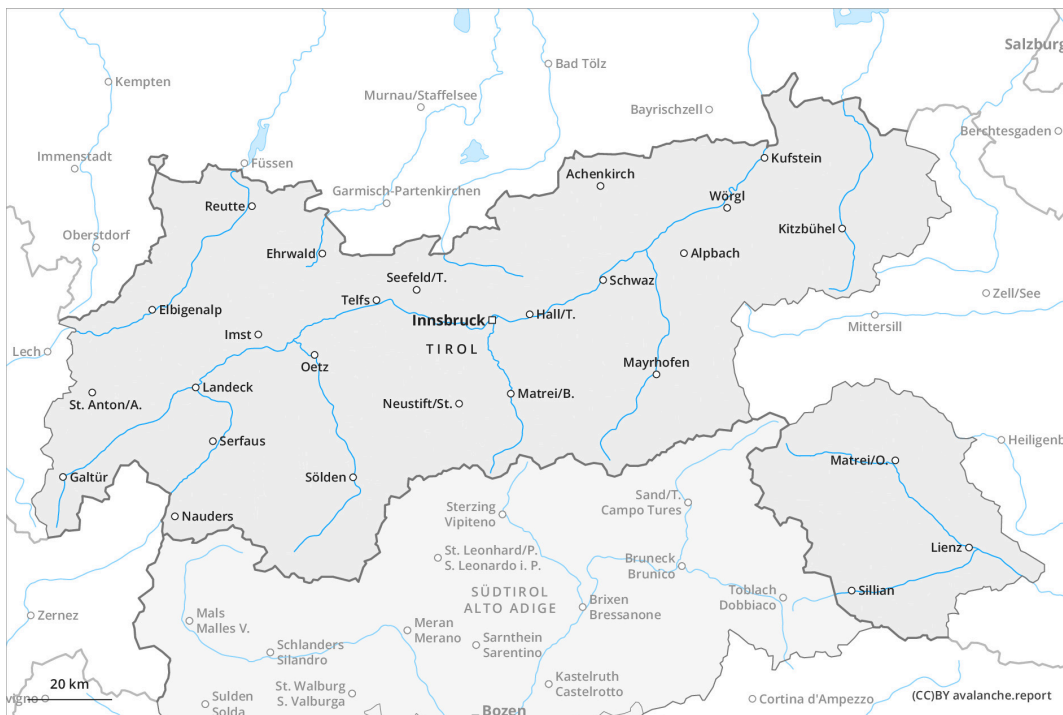 Salzburg
Kempten
Bad Tölz
Murnau/Staffelsee
Bayrischzell
Berchtesgaden
Immenstadt
Füssen
Kufstein
Achenkirch
Garmisch-Partenkirchen
Reutte
Wörgl
Oberstdorf
Kitzbühel
Ehrwald
Alpbach
Seefeld/T.
Schwaz
Zell/See
Telfs
Elbigenalp
Hall/T.
Innsbruck
Mittersill
Imst
TIROL
Lech
Oetz
Mayrhofen
Landeck
Matrei/B.
St. Anton/A.
Neustift/St.
Serfaus
Heiligenb
Matrei/O.
Galtür
Sölden
Sand/T.
Campo Tures
Sterzing
Vipiteno
Nauders
Lienz
St. Leonhard/P.
S. Leonardo i. P.
Bruneck
Brunico
SÜDTIROL
ALTO ADIGE
Sillian
Toblach
Dobbiaco
Brixen
Bressanone
Zernez
Mals
Malles V.
Meran
Merano
Sarnthein
Sarentino
Schlanders
Silandro
Kastelruth
Castelrotto
20 km
St. Walburg
S. Valburga
vigno
Sulden
Solda
Cortina d'Ampezzo
(CC)BY avalanche.report
Bozen